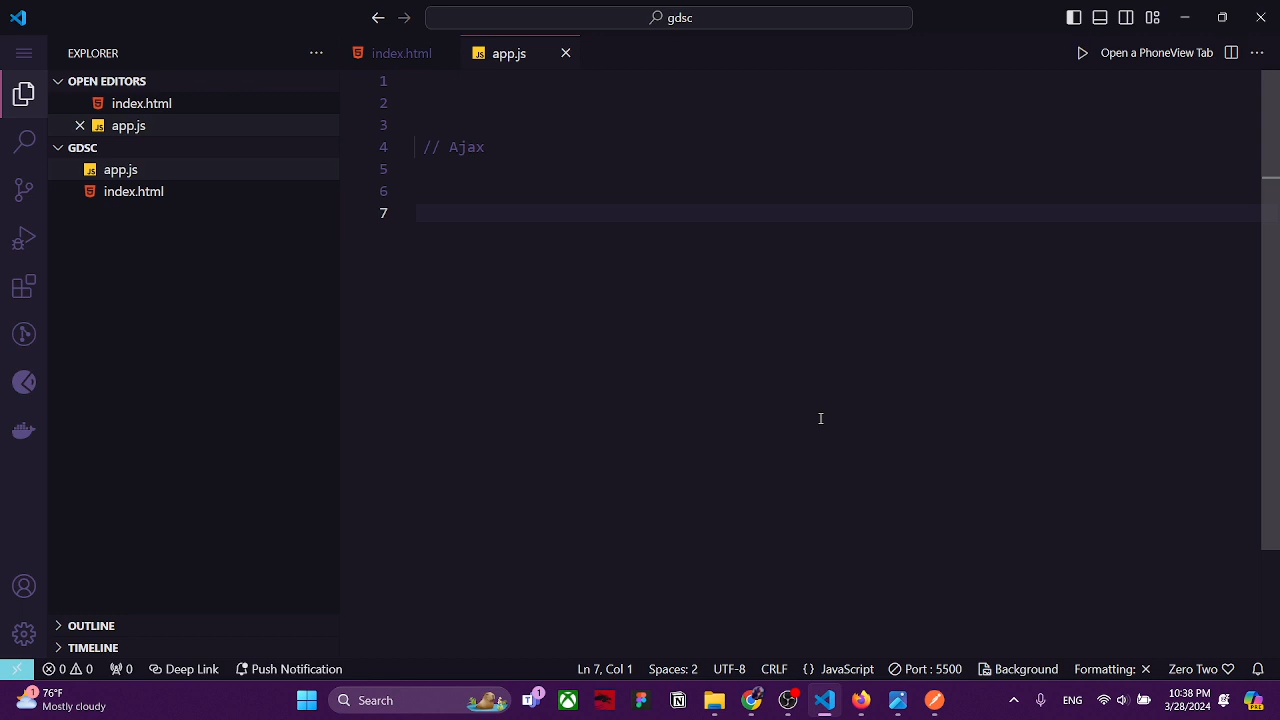 gdsc
EXPLORER
index.html
app.js
Open a PhoneView Tab
OPEN EDITORS
index.html
app.js
GDSC
app.js
index.html
1
2
3
4 // Ajax
5
6
7
OUTLINE
TIMELINE
0 0 0 Deep Link Push Notification Ln 7, Col 1 Spaces: 2 UTF-8 CRLF {} JavaScript Port : 5500 Background Formatting: × Zero Two
1 76°F
Mostly cloudy
Search
1
ENG
10:38 PM
3/28/2024
PRE